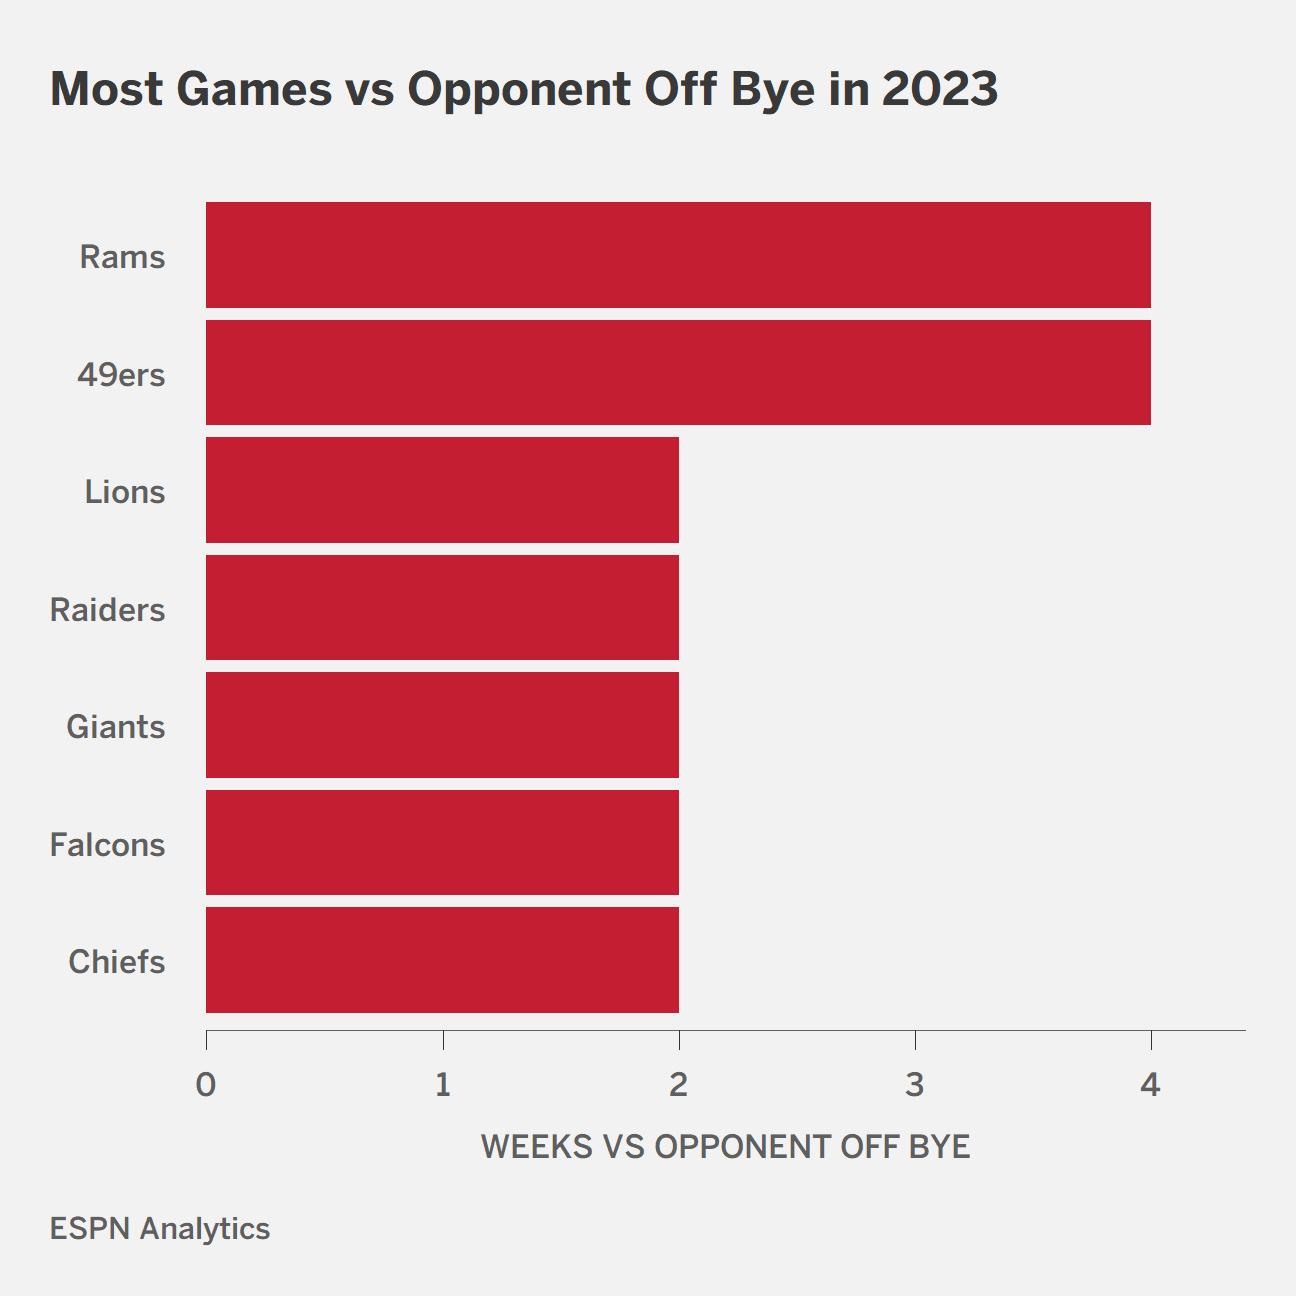 Most Games vs Opponent Off Bye in 2023
Rams
49ers
Lions
Raiders
Giants
Falcons
Chiefs
0 1 2 3 4
WEEKS VS OPPONENT OFF BYE
ESPN Analytics